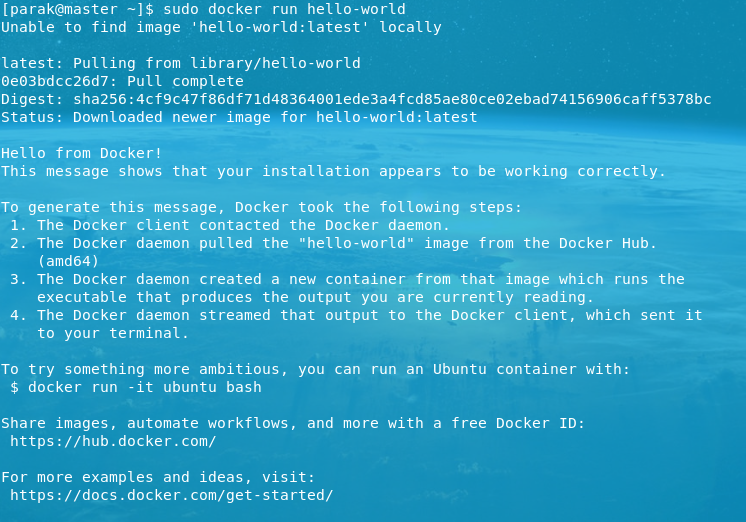 [parak@master ~]$ sudo docker run hello-world
Unable to find image 'hello-world:latest' locally
latest: Pulling from library/hello-world
0e03bdcc26d7: Pull complete
Digest: sha256:4cf9c47f86df71d48364001ede3a4fcd85ae80ce02ebad74156906caff5378bc
Status: Downloaded newer image for hello-world:latest
Hello from Docker!
This message shows that your installation appears to be working correctly.
To generate this message, Docker took the following steps:
1. The Docker client contacted the Docker daemon.
2. The Docker daemon pulled the "hello-world" image from the Docker Hub.
(amd64)
3. The Docker daemon created a new container from that image which runs the
executable that produces the output you are currently reading.
4. The Docker daemon streamed that output to the Docker client, which sent it
to your terminal.
To try something more ambitious, you can run an Ubuntu container with:
$ docker run -it ubuntu bash
Share images, automate workflows, and more with a free Docker ID:
https://hub.docker.com/
For more examples and ideas, visit:
https://docs.docker.com/get-started/